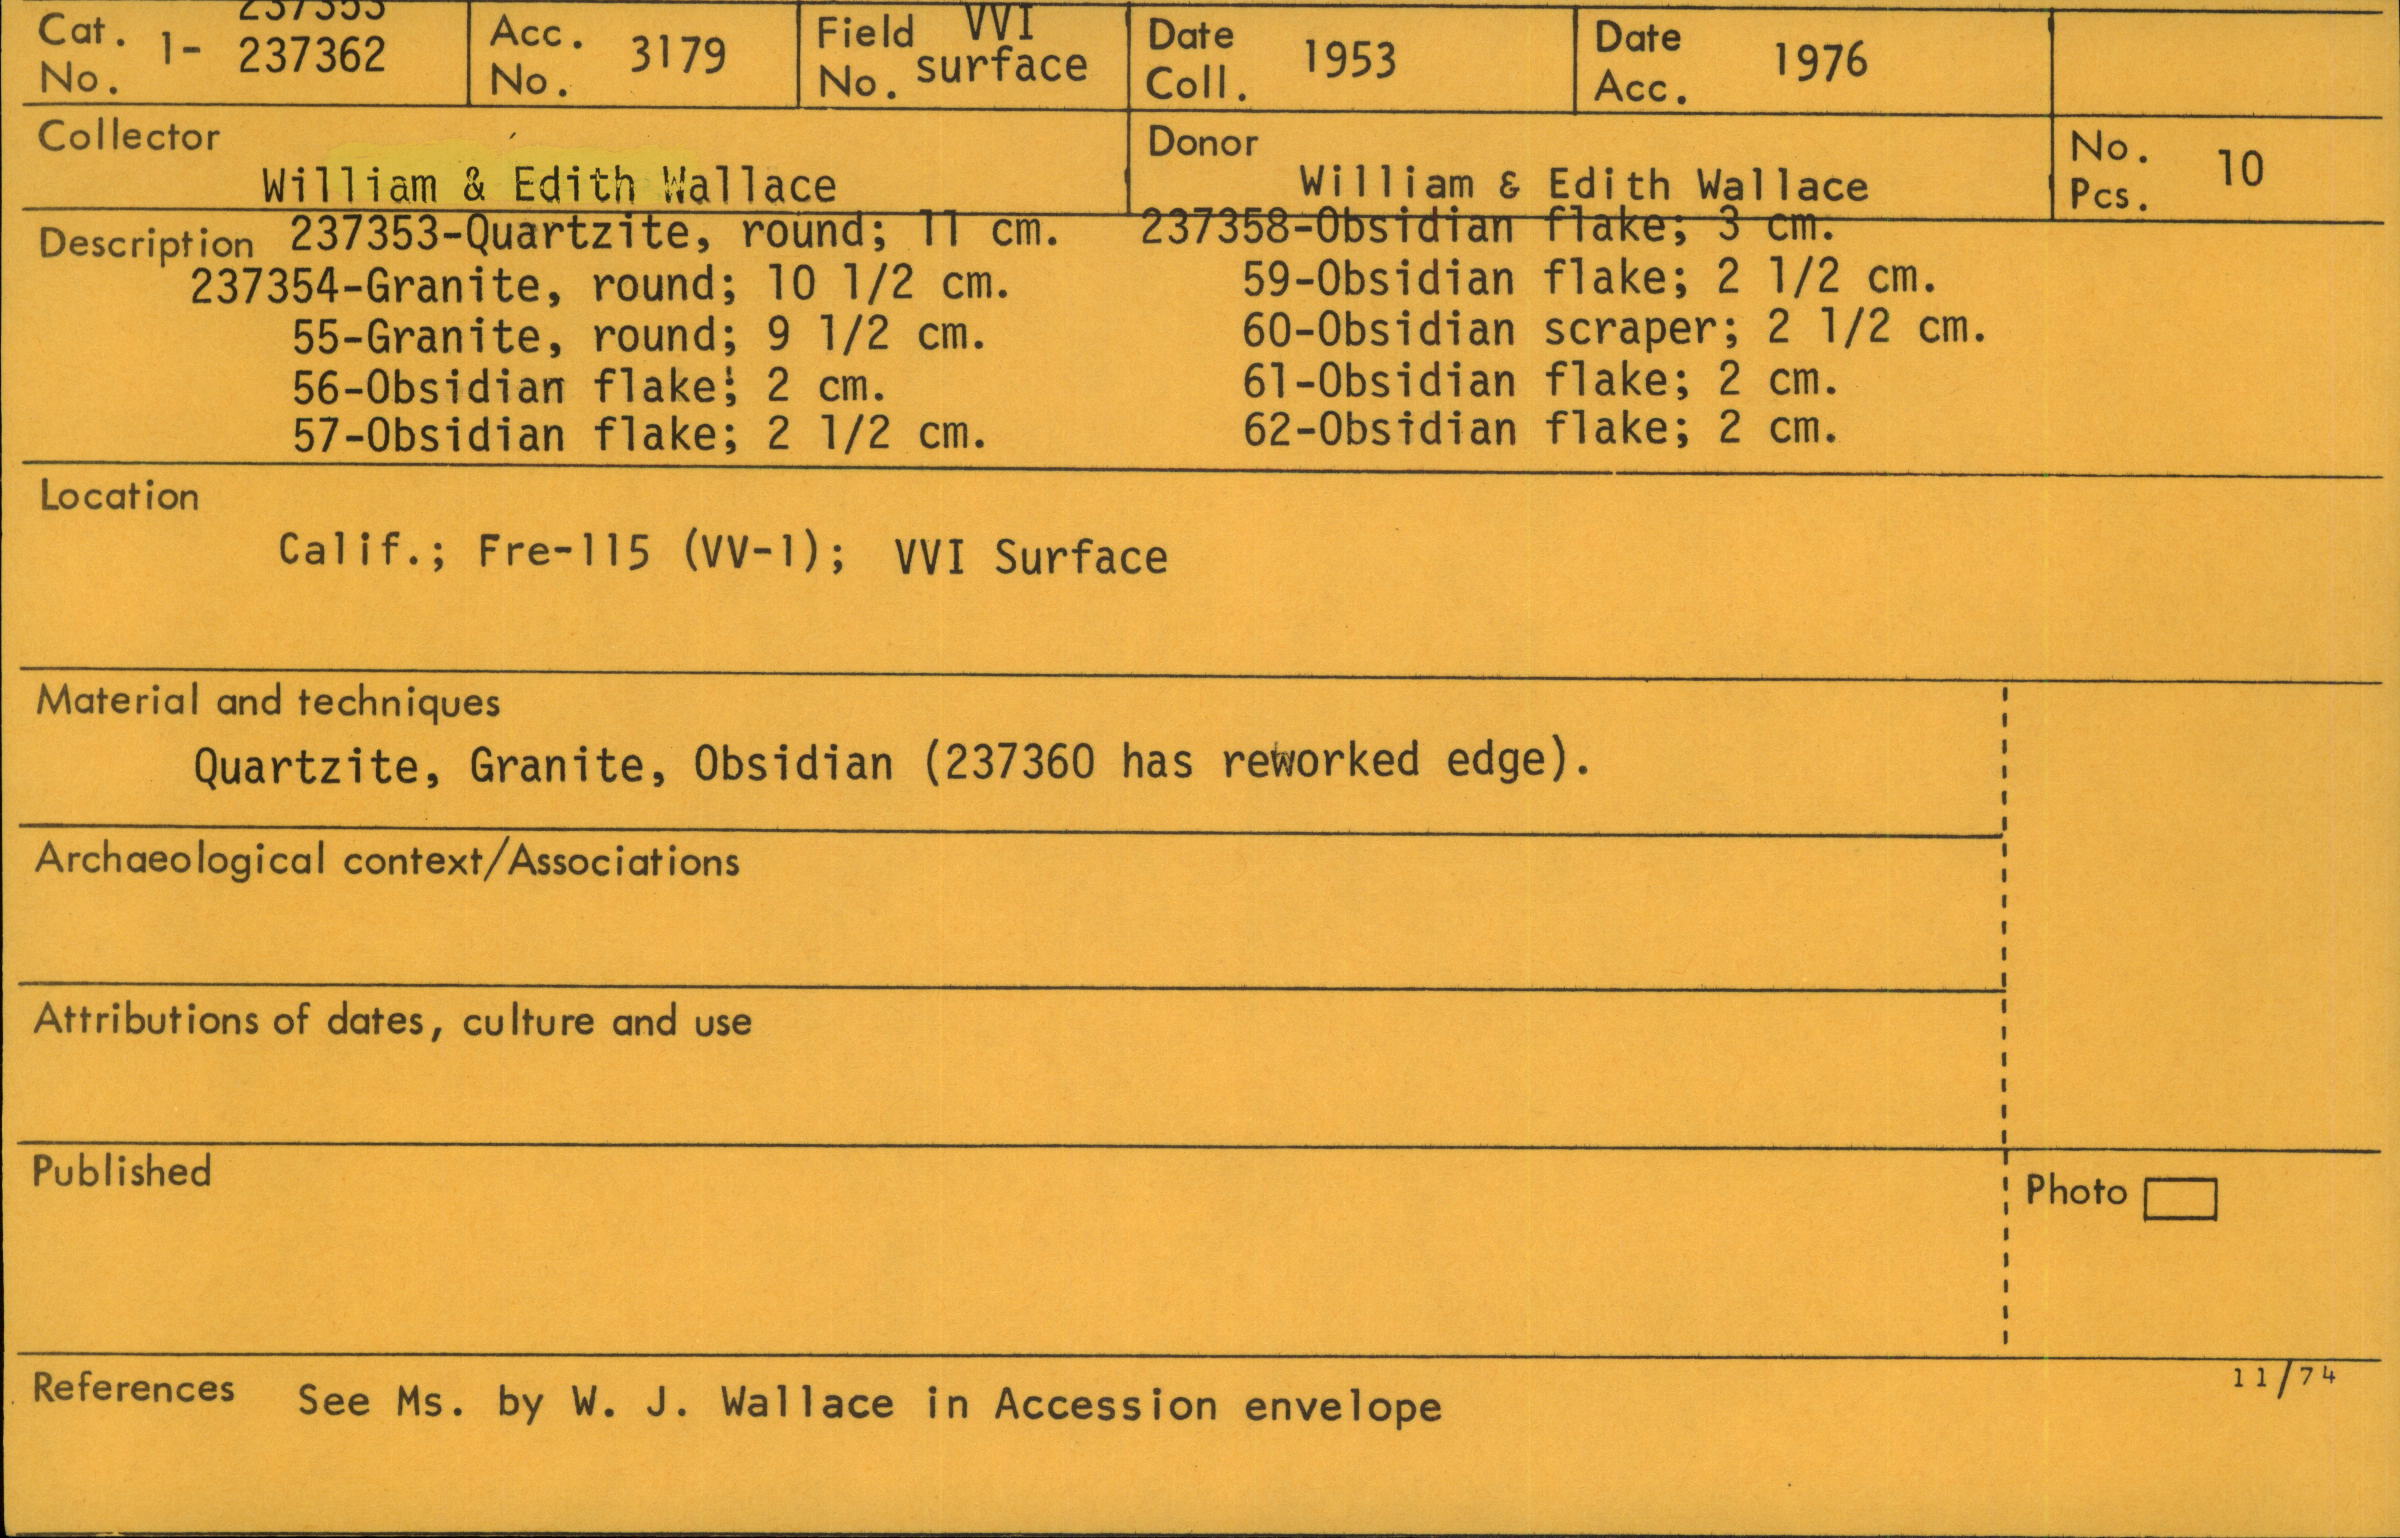 Cat. No. 1- 237353
237362
Acc. No. 3179
Field No. VVI surface
Date Coll. 1953
Date Acc. 1976
Collector
William & Edith Wallace
Donor
William & Edith Wallace
No. Pcs. 10
Description 237353-Quartzite, round; 11 cm.
237354-Granite, round; 10 1/2 cm.
55-Granite, round; 9 1/2 cm.
56-Obsidian flake; 2 cm.
57-Obsidian flake; 2 1/2 cm.
237358-Obsidian flake; 3 cm.
59-Obsidian flake; 2 1/2 cm.
60-Obsidian scraper; 2 1/2 cm.
61-Obsidian flake; 2 cm.
62-Obsidian flake; 2 cm.
Location
Calif.; Fre-115 (VV-1); VVI Surface
Material and techniques
Quartzite, Granite, Obsidian (237360 has reworked edge).
Archaeological context/Associations
Attributions of dates, culture and use
Published
Photo
References See Ms. by W. J. Wallace in Accession envelope
11/74